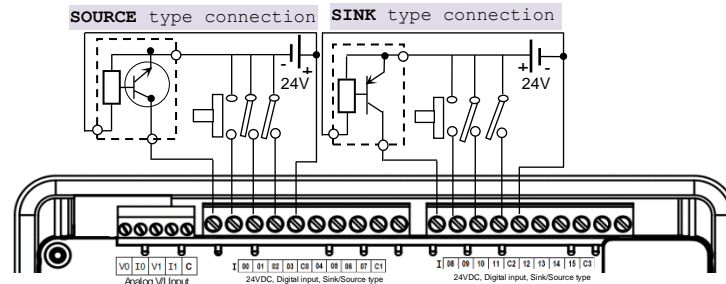 SOURCE type connection
SINK type connection
- +
24V
+ -
24V
V0 I0 V1 I1 C
Analog V/I Input
I 00 01 02 03 C0 04 05 06 07 C1
24VDC, Digital input, Sink/Source type
I 08 09 10 11 C2 12 13 14 15 C3
24VDC, Digital input, Sink/Source type